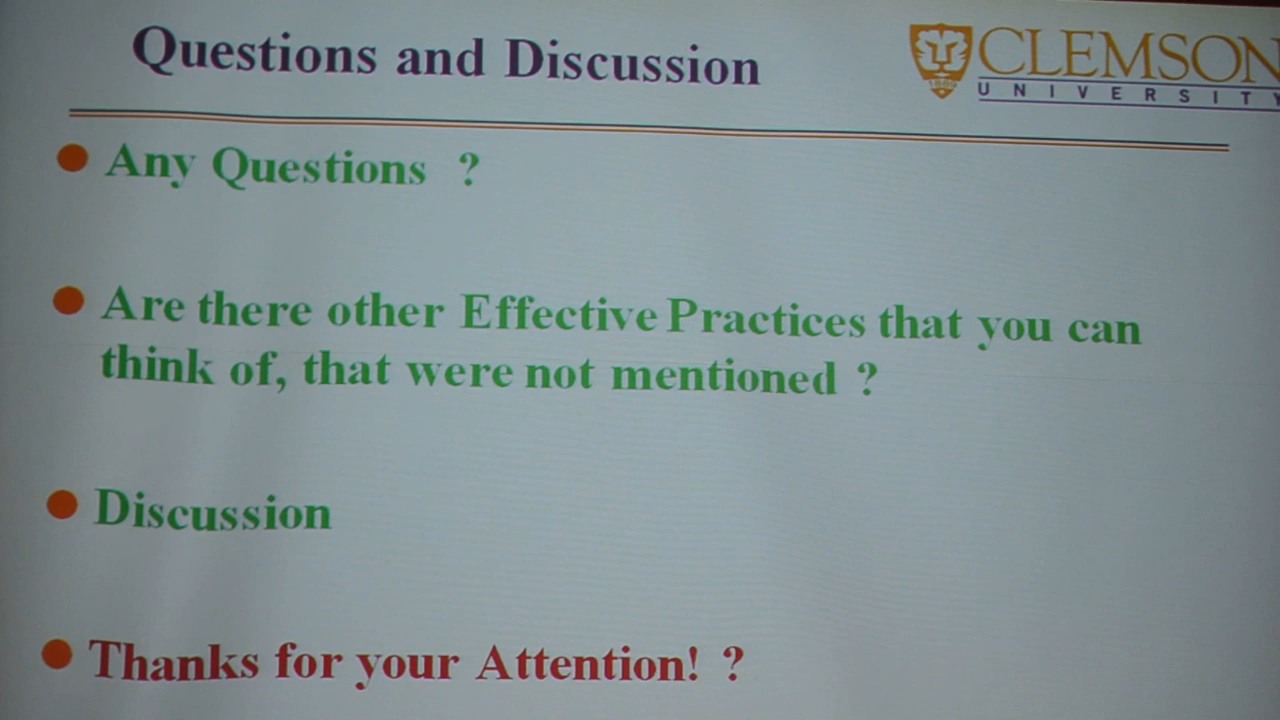 Questions and Discussion
CLEMSON
UNIVERSITY
Any Questions ?
Are there other Effective Practices that you can
think of, that were not mentioned ?
Discussion
Thanks for your Attention! ?